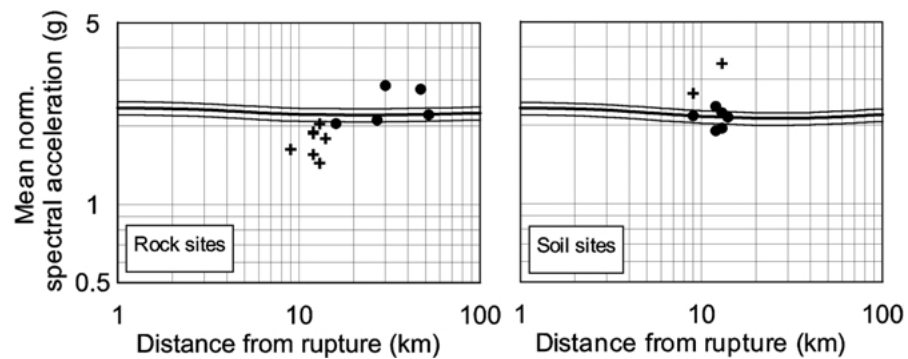 Mean norm.
spectral acceleration (g)
5
1
0.5
Rock sites
1
10
100
Distance from rupture (km)
Soil sites
1
10
100
Distance from rupture (km)